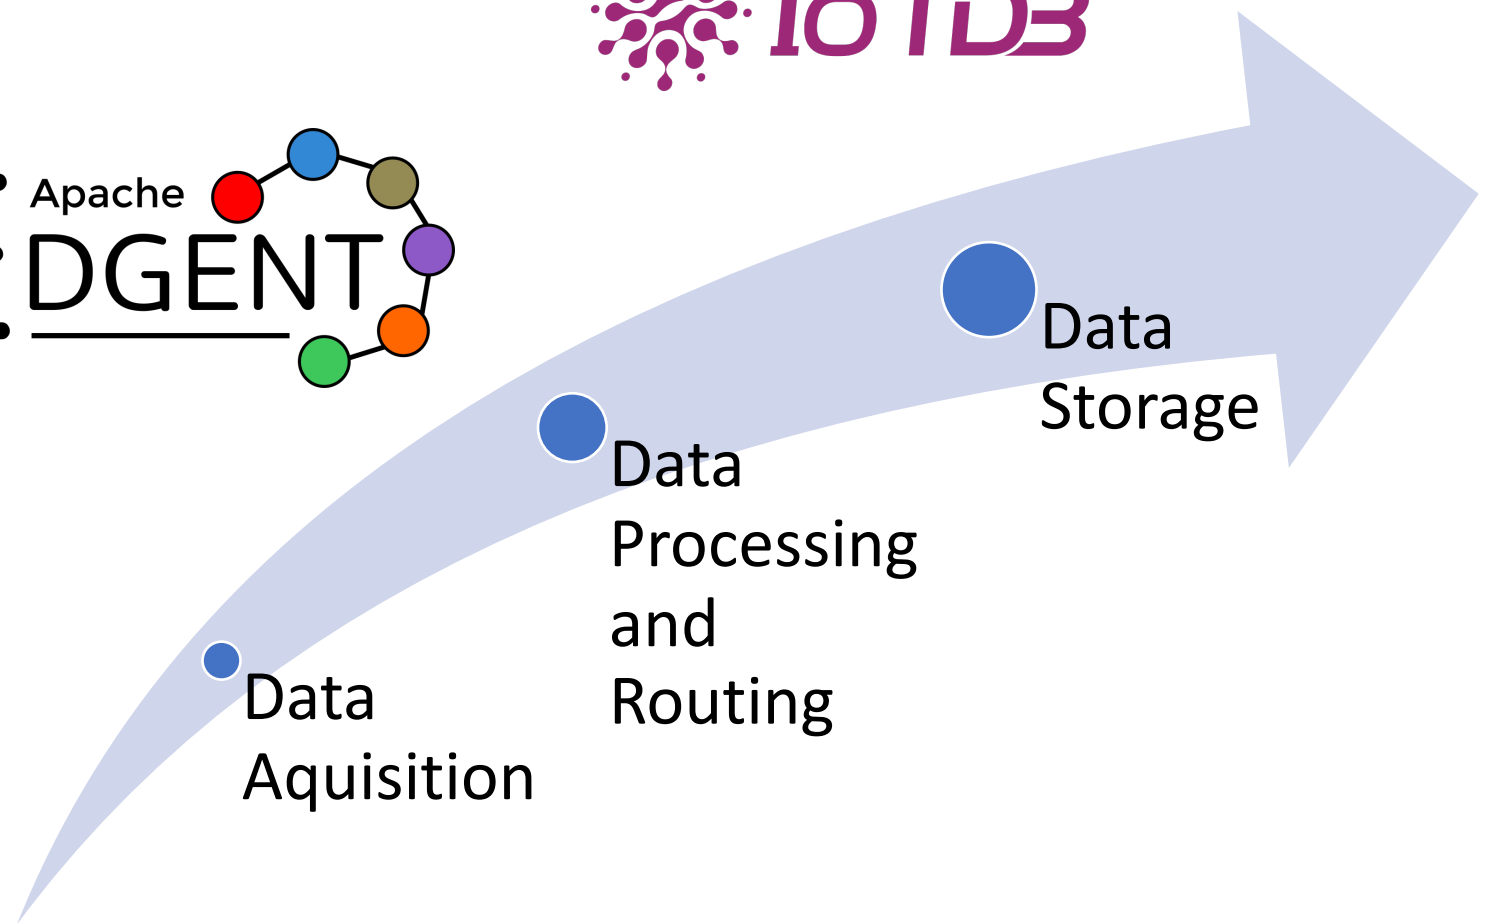 IOTDB
Apache
DGENT
Data
Storage
Data
Processing
and
Routing
Data
Aquisition